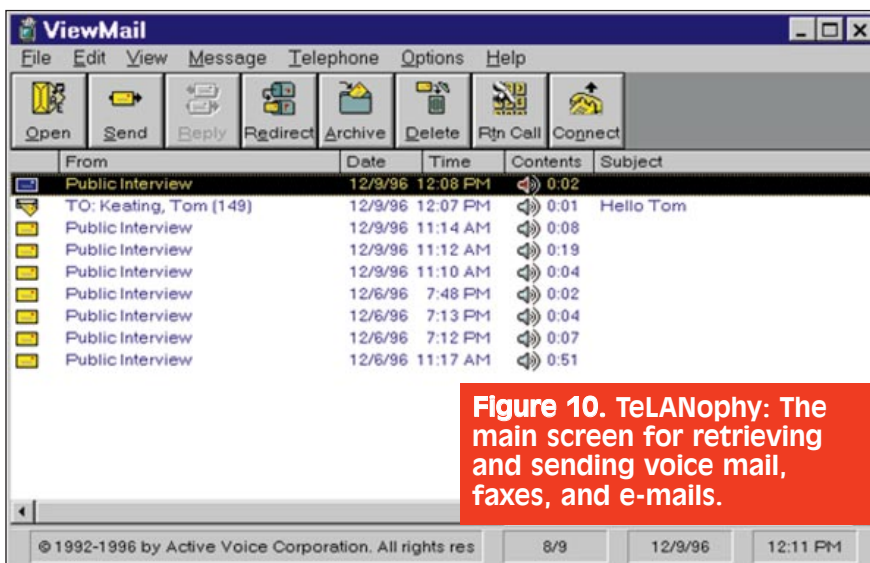 ViewMail
File Edit View Message Telephone Options Help
Open Send Reply Redirect Archive Delete Rtn Call Connect
From Date Time Contents Subject
Public Interview 12/9/96 12:08 PM 0:02
TO: Keating, Tom (149) 12/9/96 12:07 PM 0:01 Hello Tom
Public Interview 12/9/96 11:14 AM 0:08
Public Interview 12/9/96 11:12 AM 0:19
Public Interview 12/9/96 11:10 AM 0:04
Public Interview 12/6/96 7:48 PM 0:02
Public Interview 12/6/96 7:13 PM 0:04
Public Interview 12/6/96 7:12 PM 0:07
Public Interview 12/6/96 11:17 AM 0:51
Figure 10. TeLANophy: The
main screen for retrieving
and sending voice mail,
faxes, and e-mails.
© 1992-1996 by Active Voice Corporation. All rights res 8/9 12/9/96 12:11 PM